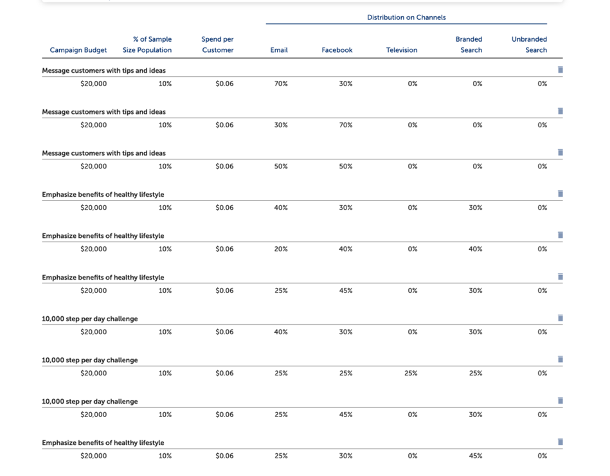 Distribution on Channels
% of Sample Spend per Branded Unbranded
Campaign Budget Size Population Customer Email Facebook Television Search Search
Message customers with tips and ideas
$20,000 10% $0.06 70% 30% 0% 0% 0%
Message customers with tips and ideas
$20,000 10% $0.06 30% 70% 0% 0% 0%
Message customers with tips and ideas
$20,000 10% $0.06 50% 50% 0% 0% 0%
Emphasize benefits of healthy lifestyle
$20,000 10% $0.06 40% 30% 0% 30% 0%
Emphasize benefits of healthy lifestyle
$20,000 10% $0.06 20% 40% 0% 40% 0%
Emphasize benefits of healthy lifestyle
$20,000 10% $0.06 25% 45% 0% 30% 0%
10,000 step per day challenge
$20,000 10% $0.06 40% 30% 0% 30% 0%
10,000 step per day challenge
$20,000 10% $0.06 25% 25% 25% 25% 0%
10,000 step per day challenge
$20,000 10% $0.06 25% 45% 0% 30% 0%
Emphasize benefits of healthy lifestyle
$20,000 10% $0.06 25% 30% 0% 45% 0%